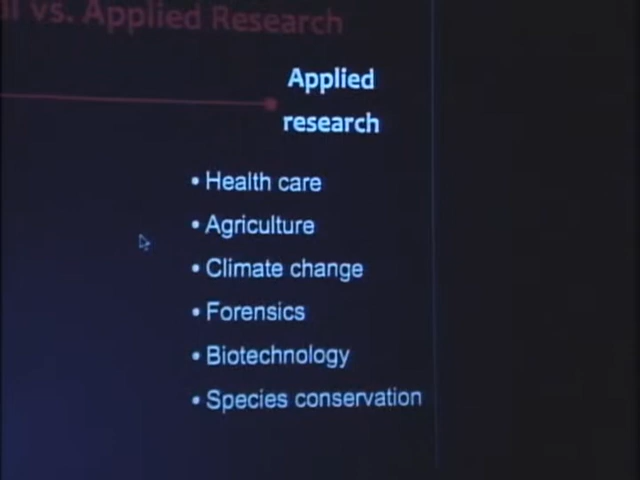 vs. Applied Research
Applied
research
• Health care
• Agriculture
• Climate change
• Forensics
• Biotechnology
• Species conservation